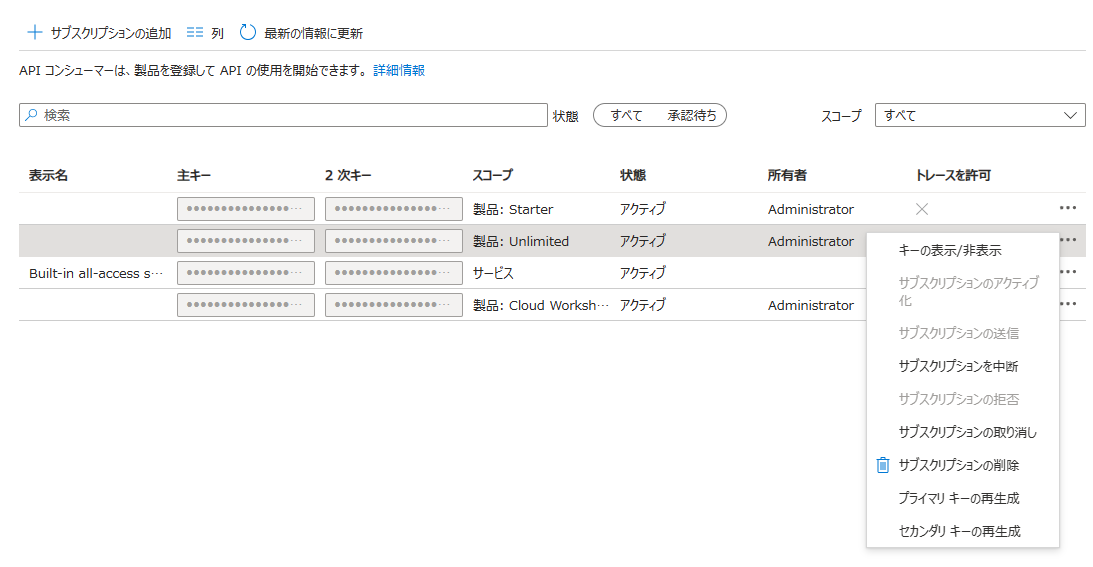 サブスクリプションの追加 列 最新の情報に更新
API コンシューマーは、製品を登録して API の使用を開始できます。 詳細情報
検索 状態 すべて 承認待ち スコープ すべて
表示名 主キー 2 次キー スコープ 状態 所有者 トレースを許可
•••••••••••••••··· •••••••••••••••··· 製品: Starter アクティブ Administrator
•••••••••••••••··· •••••••••••••••··· 製品: Unlimited アクティブ Administrator
Built-in all-access s··· •••••••••••••••··· •••••••••••••••··· サービス アクティブ
•••••••••••••••··· •••••••••••••••··· 製品: Cloud Worksh··· アクティブ Administrator
キーの表示/非表示
サブスクリプションのアクティブ
化
サブスクリプションの送信
サブスクリプションを中断
サブスクリプションの拒否
サブスクリプションの取り消し
サブスクリプションの削除
プライマリ キーの再生成
セカンダリ キーの再生成